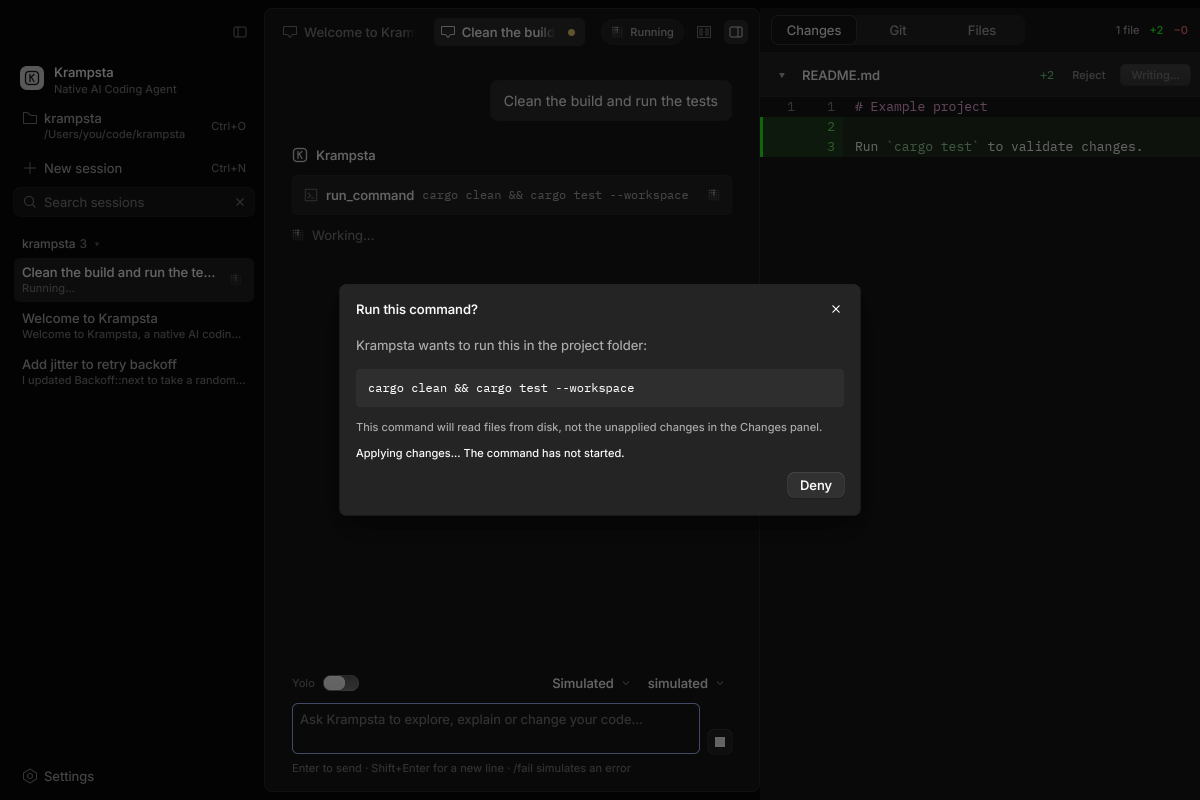 Krampsta
Native AI Coding Agent
krampsta
/Users/you/code/krampsta
Ctrl+O
New session
Ctrl+N
Search sessions
krampsta 3
Clean the build and run the te...
Running...
Welcome to Krampsta
Welcome to Krampsta, a native AI codin...
Add jitter to retry backoff
I updated Backoff::next to take a random...
Settings
Welcome to Kram
Clean the build
Running
Clean the build and run the tests
Krampsta
run_command cargo clean && cargo test --workspace
Working...
Run this command?
Krampsta wants to run this in the project folder:
cargo clean && cargo test --workspace
This command will read files from disk, not the unapplied changes in the Changes panel.
Applying changes... The command has not started.
Deny
Yolo
Simulated
simulated
Ask Krampsta to explore, explain or change your code...
Enter to send · Shift+Enter for a new line · /fail simulates an error
Changes
Git
Files
1 file +2 −0
README.md
+2
Reject
Writing...
1 1 # Example project
2
3 Run `cargo test` to validate changes.